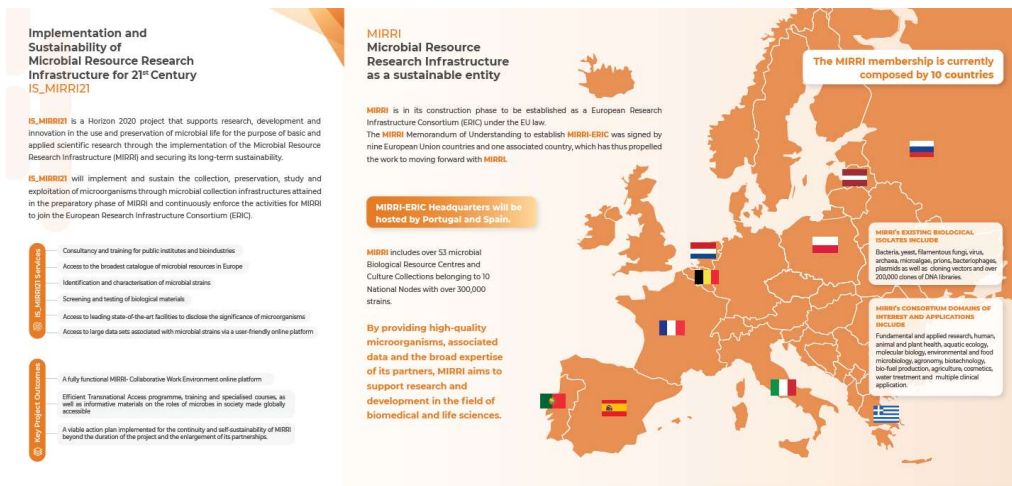 Implementation and
Sustainability of
Microbial Resource Research
Infrastructure for 21st Century
IS_MIRRI21
IS_MIRRI21 is a Horizon 2020 project that supports research, development and
innovation in the use and preservation of microbial life for the purpose of basic and
applied scientific research through the implementation of the Microbial Resource
Research Infrastructure (MIRRI) and securing its long-term sustainability.
IS_MIRRI21 will implement and sustain the collection, preservation, study and
exploitation of microorganisms through microbial collection infrastructures attained
in the preparatory phase of MIRRI and continuously enforce the activities for MIRRI
to join the European Research Infrastructure Consortium (ERIC).
IS_MIRRI21 Services
Consultancy and training for public institutes and bioindustries
Access to the broadest catalogue of microbial resources in Europe
Identification and characterisation of microbial strains
Screening and testing of biological materials
Access to leading state-of-the-art facilities to disclose the significance of microorganisms
Access to large data sets associated with microbial strains via a user-friendly online platform
Key Project Outcomes
A fully functional MIRRI- Collaborative Work Environment online platform
Efficient Transnational Access programme, training and specialised courses, as
well as informative materials on the roles of microbes in society made globally
accessible
A viable action plan implemented for the continuity and self-sustainability of MIRRI
beyond the duration of the project and the enlargement of its partnerships.
MIRRI
Microbial Resource
Research Infrastructure
as a sustainable entity
MIRRI is in its construction phase to be established as a European Research
Infrastructure Consortium (ERIC) under the EU law.
The MIRRI Memorandum of Understanding to establish MIRRI-ERIC was signed by
nine European Union countries and one associated country, which has thus propelled
the work to moving forward with MIRRI.
MIRRI-ERIC Headquarters will be
hosted by Portugal and Spain.
MIRRI includes over 53 microbial
Biological Resource Centres and
Culture Collections belonging to 10
National Nodes with over 300,000
strains.
By providing high-quality
microorganisms, associated
data and the broad expertise
of its partners, MIRRI aims to
support research and
development in the field of
biomedical and life sciences.
The MIRRI membership is currently
composed by 10 countries
MIRRI's EXISTING BIOLOGICAL
ISOLATES INCLUDE
Bacteria, yeast, filamentous fungi, virus,
archaea, microalgae, prions, bacteriophages,
plasmids as well as cloning vectors and over
200,000 clones of DNA libraries.
MIRRI's CONSORTIUM DOMAINS OF
INTEREST AND APPLICATIONS
INCLUDE
Fundamental and applied research, human,
animal and plant health, aquatic ecology,
molecular biology, environmental and food
microbiology, agronomy, biotechnology,
bio-fuel production, agriculture, cosmetics,
water treatment and multiple clinical
application.